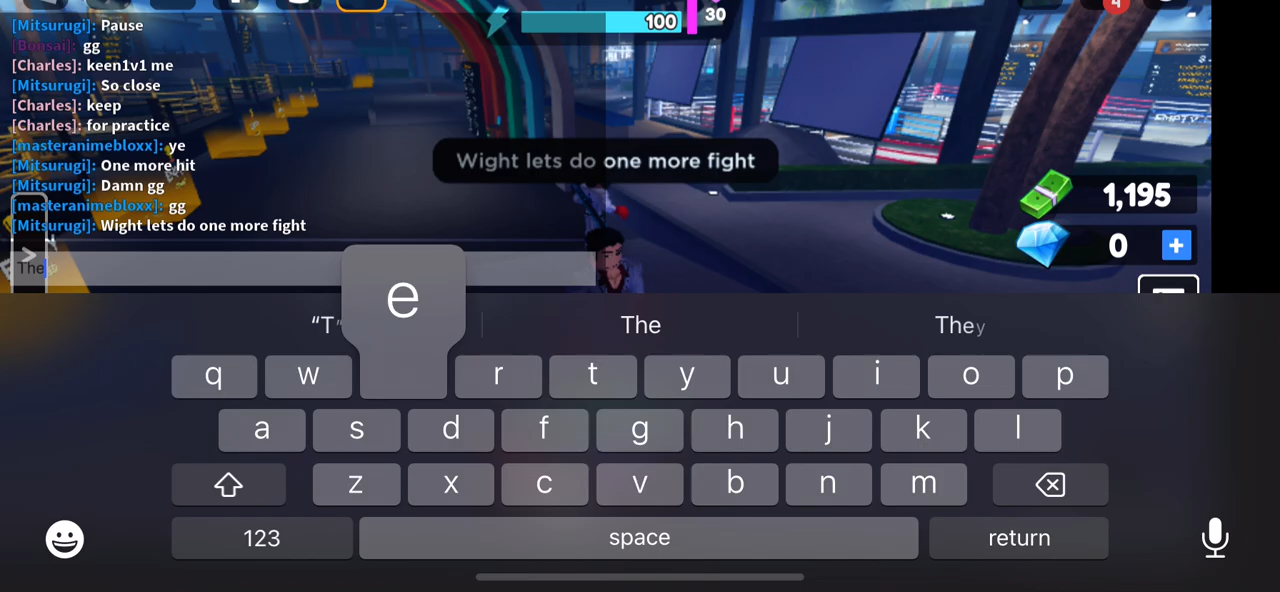 [Mitsurugi]: Pause
[Bonsai]: gg
[Charles]: keen1v1 me
[Mitsurugi]: So close
[Charles]: keep
[Charles]: for practice
[masteranimebloxx]: ye
[Mitsurugi]: One more hit
[Mitsurugi]: Damn gg
[masteranimebloxx]: gg
[Mitsurugi]: Wight lets do one more fight
The
100
30
4
Wight lets do one more fight
1,195
0 +
EMPTY
e
“T” The They
q w r t y u i o p
a s d f g h j k l
z x c v b n m
123 space return